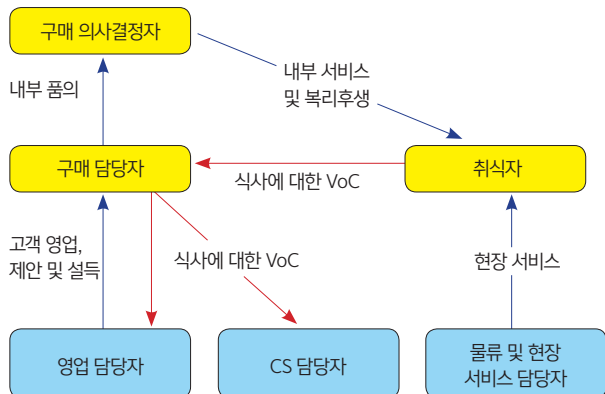 구매 의사결정자
내부 품의
내부 서비스
및 복리후생
구매 담당자
식사에 대한 VoC
취식자
고객 영업,
제안 및 설득
식사에 대한 VoC
현장 서비스
영업 담당자
CS 담당자
물류 및 현장
서비스 담당자